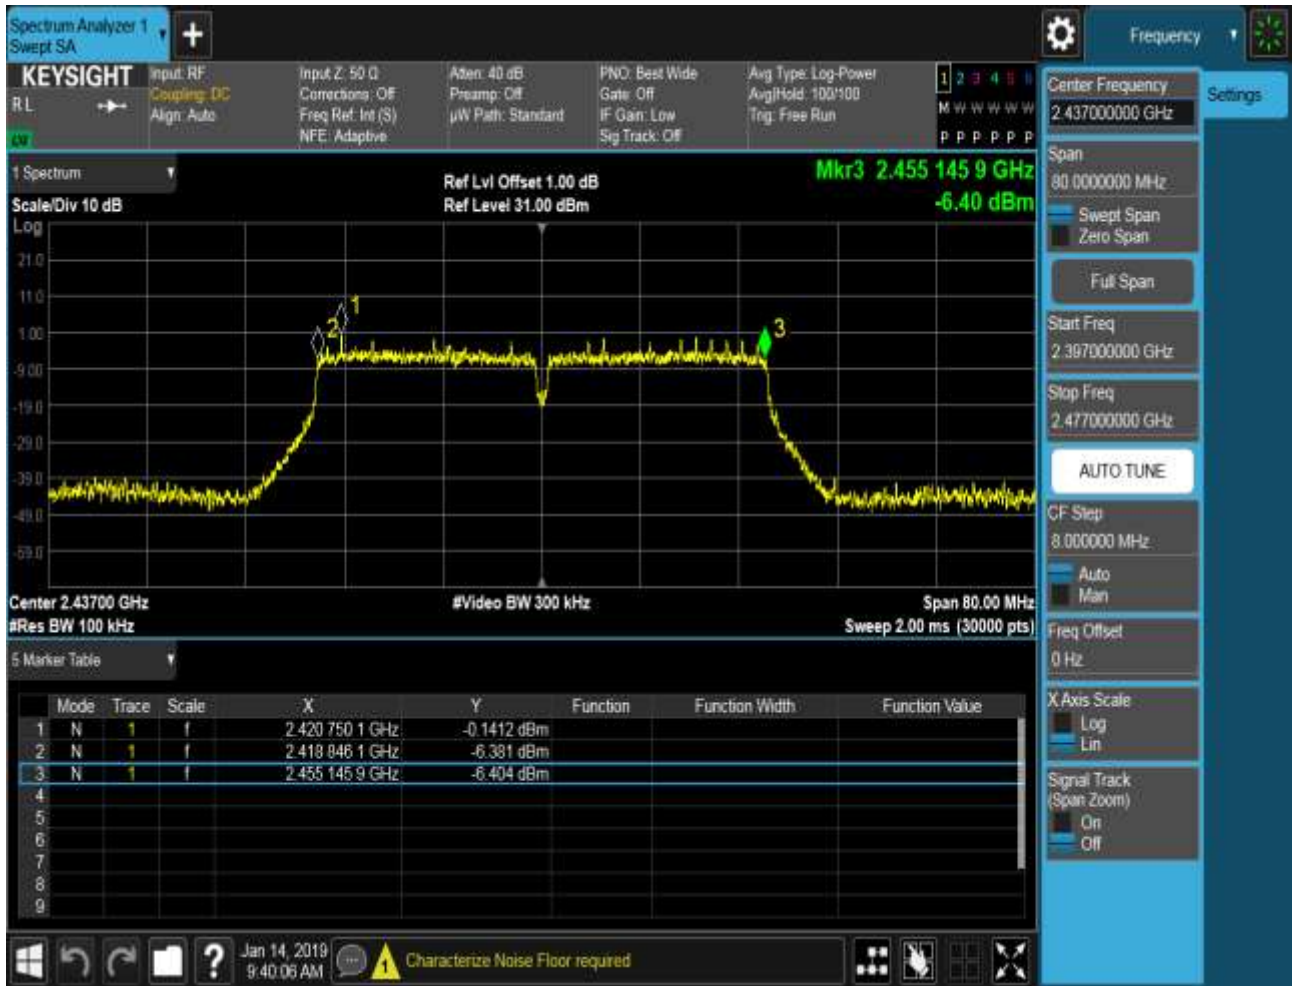 Spectrum Analyzer 1
Swept SA
Frequency
KEYSIGHT
RL
Input: RF
Coupling: DC
Align: Auto
Input Z: 50 Ω
Corrections: Off
Freq Ref: Int (S)
NFE: Adaptive
Atten: 40 dB
Preamp: Off
µW Path: Standard
PNO: Best Wide
Gate: Off
IF Gain: Low
Sig Track: Off
Avg Type: Log-Power
Avg|Hold: 100/100
Trig: Free Run
1 2 3 4 5 6
M W W W W W
P P P P P P
1 Spectrum
Scale/Div 10 dB
Ref Lvl Offset 1.00 dB
Ref Level 31.00 dBm
Mkr3 2.455 145 9 GHz
-6.40 dBm
Log
21.0
11.0
1.00
-9.00
-19.0
-29.0
-39.0
-49.0
-59.0
1
2
3
Center 2.43700 GHz
#Video BW 300 kHz
Span 80.00 MHz
#Res BW 100 kHz
Sweep 2.00 ms (30000 pts)
5 Marker Table
Mode Trace Scale X Y Function Function Width Function Value
1 N 1 f 2.420 750 1 GHz -0.1412 dBm
2 N 1 f 2.418 846 1 GHz -6.381 dBm
3 N 1 f 2.455 145 9 GHz -6.404 dBm
4
5
6
7
8
9
Jan 14, 2019
9:40:06 AM
1
Characterize Noise Floor required
Center Frequency
2.437000000 GHz
Settings
Span
80.0000000 MHz
Swept Span
Zero Span
Full Span
Start Freq
2.397000000 GHz
Stop Freq
2.477000000 GHz
AUTO TUNE
CF Step
8.000000 MHz
Auto
Man
Freq Offset
0 Hz
X Axis Scale
Log
Lin
Signal Track
(Span Zoom)
On
Off